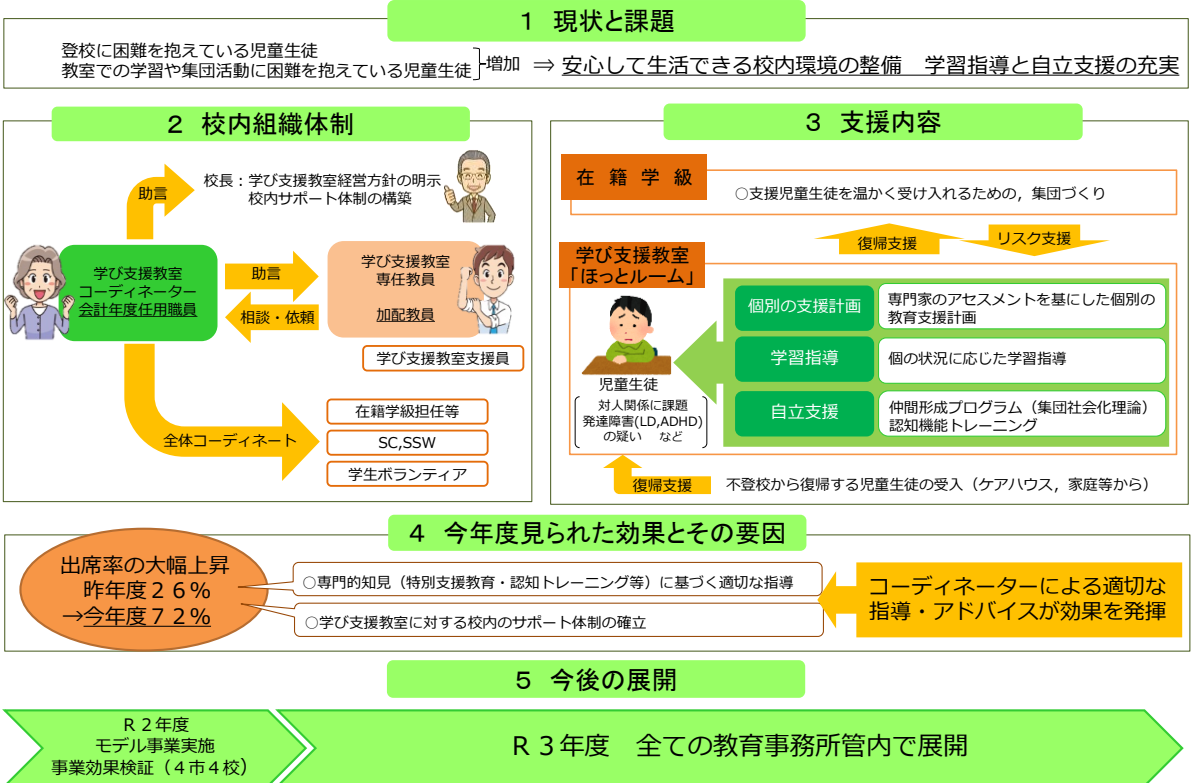 １ 現状と課題
登校に困難を抱えている児童生徒
教室での学習や集団活動に困難を抱えている児童生徒
増加 ⇒ 安心して生活できる校内環境の整備　学習指導と自立支援の充実
２ 校内組織体制
助言
校長：学び支援教室経営方針の明示
校内サポート体制の構築
学び支援教室
コーディネーター
会計年度任用職員
助言
相談・依頼
学び支援教室
専任教員
加配教員
学び支援教室支援員
全体コーディネート
在籍学級担任等
SC,SSW
学生ボランティア
３ 支援内容
在 籍 学 級
○支援児童生徒を温かく受け入れるための，集団づくり
復帰支援
リスク支援
学び支援教室
「ほっとルーム」
児童生徒
対人関係に課題
発達障害(LD,ADHD)
の疑い　など
個別の支援計画
専門家のアセスメントを基にした個別の
教育支援計画
学習指導
個の状況に応じた学習指導
自立支援
仲間形成プログラム（集団社会化理論）
認知機能トレーニング
復帰支援
不登校から復帰する児童生徒の受入（ケアハウス，家庭等から）
４ 今年度見られた効果とその要因
出席率の大幅上昇
昨年度２６％
→今年度７２％
○専門的知見（特別支援教育・認知トレーニング等）に基づく適切な指導
○学び支援教室に対する校内のサポート体制の確立
コーディネーターによる適切な
指導・アドバイスが効果を発揮
５ 今後の展開
Ｒ２年度
モデル事業実施
事業効果検証（４市４校）
Ｒ３年度　全ての教育事務所管内で展開